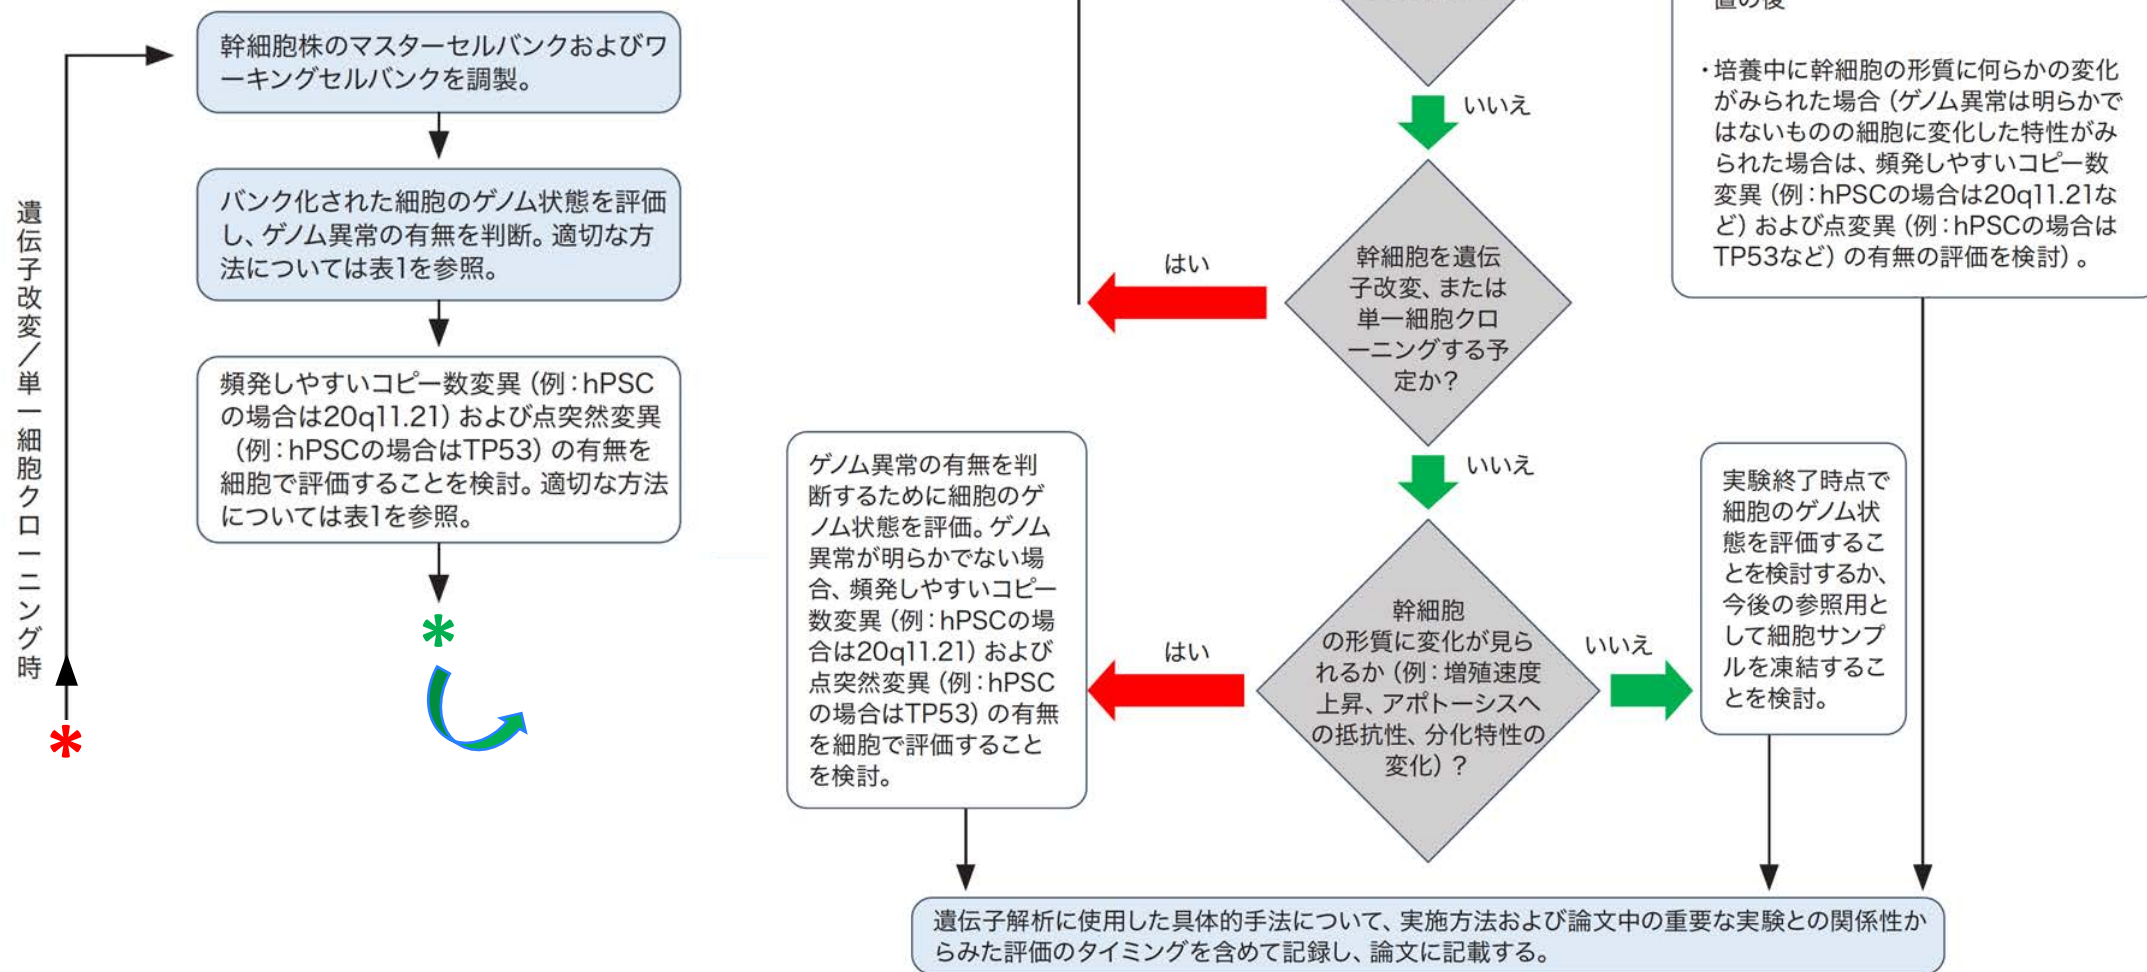 幹細胞株のマスターセルバンクおよびワ
ーキングセルバンクを調製。
バンク化された細胞のゲノム状態を評価
し、ゲノム異常の有無を判断。適切な方
法については表1を参照。
頻発しやすいコピー数変異（例：hPSC
の場合は20q11.21）および点突然変異
（例：hPSCの場合はTP53）の有無を
細胞で評価することを検討。適切な方法
については表1を参照。
*
遺伝子改変／単一細胞クローニング時
*
いいえ
幹細胞を遺伝
子改変、または
単一細胞クロ
ーニングする予
定か？
はい
いいえ
幹細胞
の形質に変化が見ら
れるか（例：増殖速度
上昇、アポトーシスへ
の抵抗性、分化特性の
変化）？
はい
いいえ
ゲノム異常の有無を判
断するために細胞のゲ
ノム状態を評価。ゲノム
異常が明らかでない場
合、頻発しやすいコピー
数変異（例：hPSCの場
合は20q11.21）および
点突然変異（例：hPSC
の場合はTP53）の有無
を細胞で評価すること
を検討。
・培養中に幹細胞の形質に何らかの変化
がみられた場合（ゲノム異常は明らかで
はないものの細胞に変化した特性がみ
られた場合は、頻発しやすいコピー数
変異（例：hPSCの場合は20q11.21な
ど）および点変異（例：hPSCの場合は
TP53など）の有無の評価を検討）。
実験終了時点で
細胞のゲノム状
態を評価するこ
とを検討するか、
今後の参照用と
して細胞サンプ
ルを凍結するこ
とを検討。
遺伝子解析に使用した具体的手法について、実施方法および論文中の重要な実験との関係性か
らみた評価のタイミングを含めて記録し、論文に記載する。